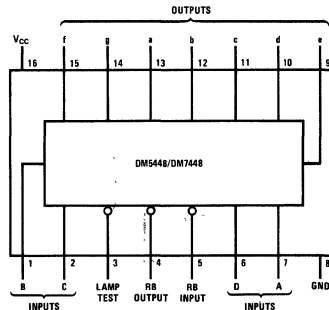 OUTPUTS
VCC f g a b c d e
16 15 14 13 12 11 10 9
DM5448/DM7448
1 2 3 4 5 6 7 8
B C LAMP TEST RB OUTPUT RB INPUT D A GND
INPUTS INPUTS